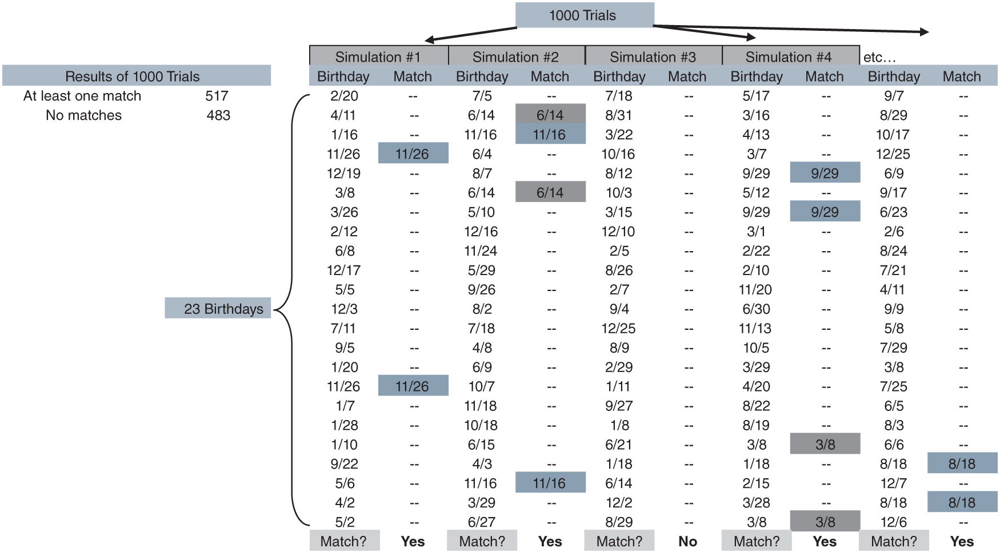 1000 Trials
Simulation #1 Simulation #2 Simulation #3 Simulation #4 etc...
Results of 1000 Trials Birthday Match Birthday Match Birthday Match Birthday Match Birthday Match
At least one match 517 2/20 -- 7/5 -- 7/18 -- 5/17 -- 9/7 --
No matches 483 4/11 -- 6/14 6/14 8/31 -- 3/16 -- 8/29 --
1/16 -- 11/16 11/16 3/22 -- 4/13 -- 10/17 --
11/26 11/26 6/4 -- 10/16 -- 3/7 -- 12/25 --
12/19 -- 8/7 -- 8/12 -- 9/29 9/29 6/9 --
3/8 -- 6/14 6/14 10/3 -- 5/12 -- 9/17 --
3/26 -- 5/10 -- 3/15 -- 9/29 9/29 6/23 --
2/12 -- 12/16 -- 12/10 -- 3/1 -- 2/6 --
6/8 -- 11/24 -- 2/5 -- 2/22 -- 8/24 --
12/17 -- 5/29 -- 8/26 -- 2/10 -- 7/21 --
5/5 -- 9/26 -- 2/7 -- 11/20 -- 4/11 --
23 Birthdays 12/3 -- 8/2 -- 9/4 -- 6/30 -- 9/9 --
7/11 -- 7/18 -- 12/25 -- 11/13 -- 5/8 --
9/5 -- 4/8 -- 8/9 -- 10/5 -- 7/29 --
1/20 -- 6/9 -- 2/29 -- 3/29 -- 3/8 --
11/26 11/26 10/7 -- 1/11 -- 4/20 -- 7/25 --
1/7 -- 11/18 -- 9/27 -- 8/22 -- 6/5 --
1/28 -- 10/18 -- 1/8 -- 8/19 -- 8/3 --
1/10 -- 6/15 -- 6/21 -- 3/8 3/8 6/6 --
9/22 -- 4/3 -- 1/18 -- 1/18 -- 8/18 8/18
5/6 -- 11/16 11/16 6/14 -- 2/15 -- 12/7 --
4/2 -- 3/29 -- 12/2 -- 3/28 -- 8/18 8/18
5/2 -- 6/27 -- 8/29 -- 3/8 3/8 12/6 --
Match? Yes Match? Yes Match? No Match? Yes Match? Yes